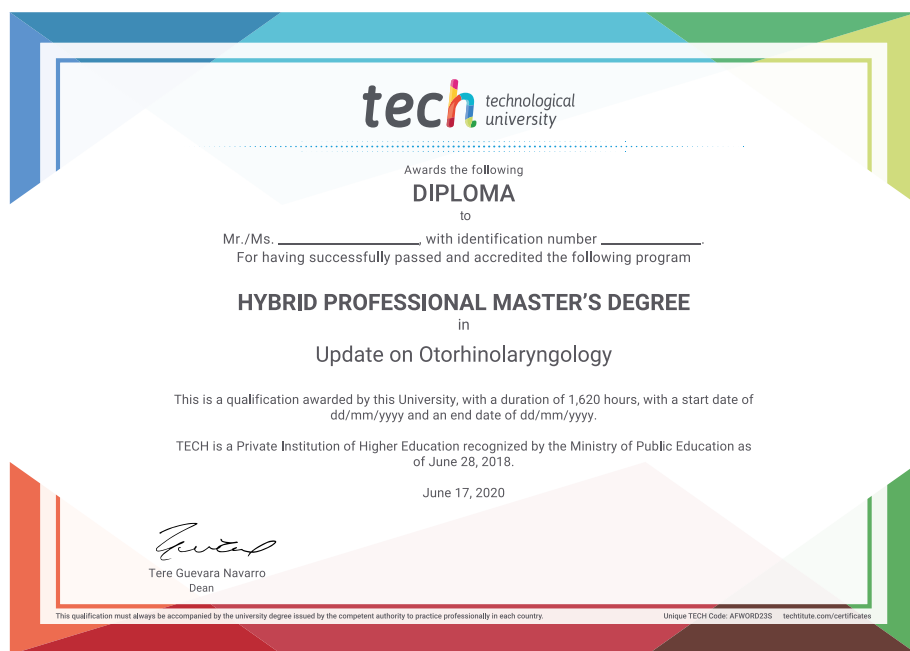 tech technological
university
Awards the following
DIPLOMA
to
Mr./Ms. ____________________, with identification number ______________.
For having successfully passed and accredited the following program
HYBRID PROFESSIONAL MASTER'S DEGREE
in
Update on Otorhinolaryngology
This is a qualification awarded by this University, with a duration of 1,620 hours, with a start date of
dd/mm/yyyy and an end date of dd/mm/yyyy.
TECH is a Private Institution of Higher Education recognized by the Ministry of Public Education as
of June 28, 2018.
June 17, 2020
Tere Guevara Navarro
Dean
This qualification must always be accompanied by the university degree issued by the competent authority to practice professionally in each country.
Unique TECH Code: AFWORD23S techtitute.com/certificates